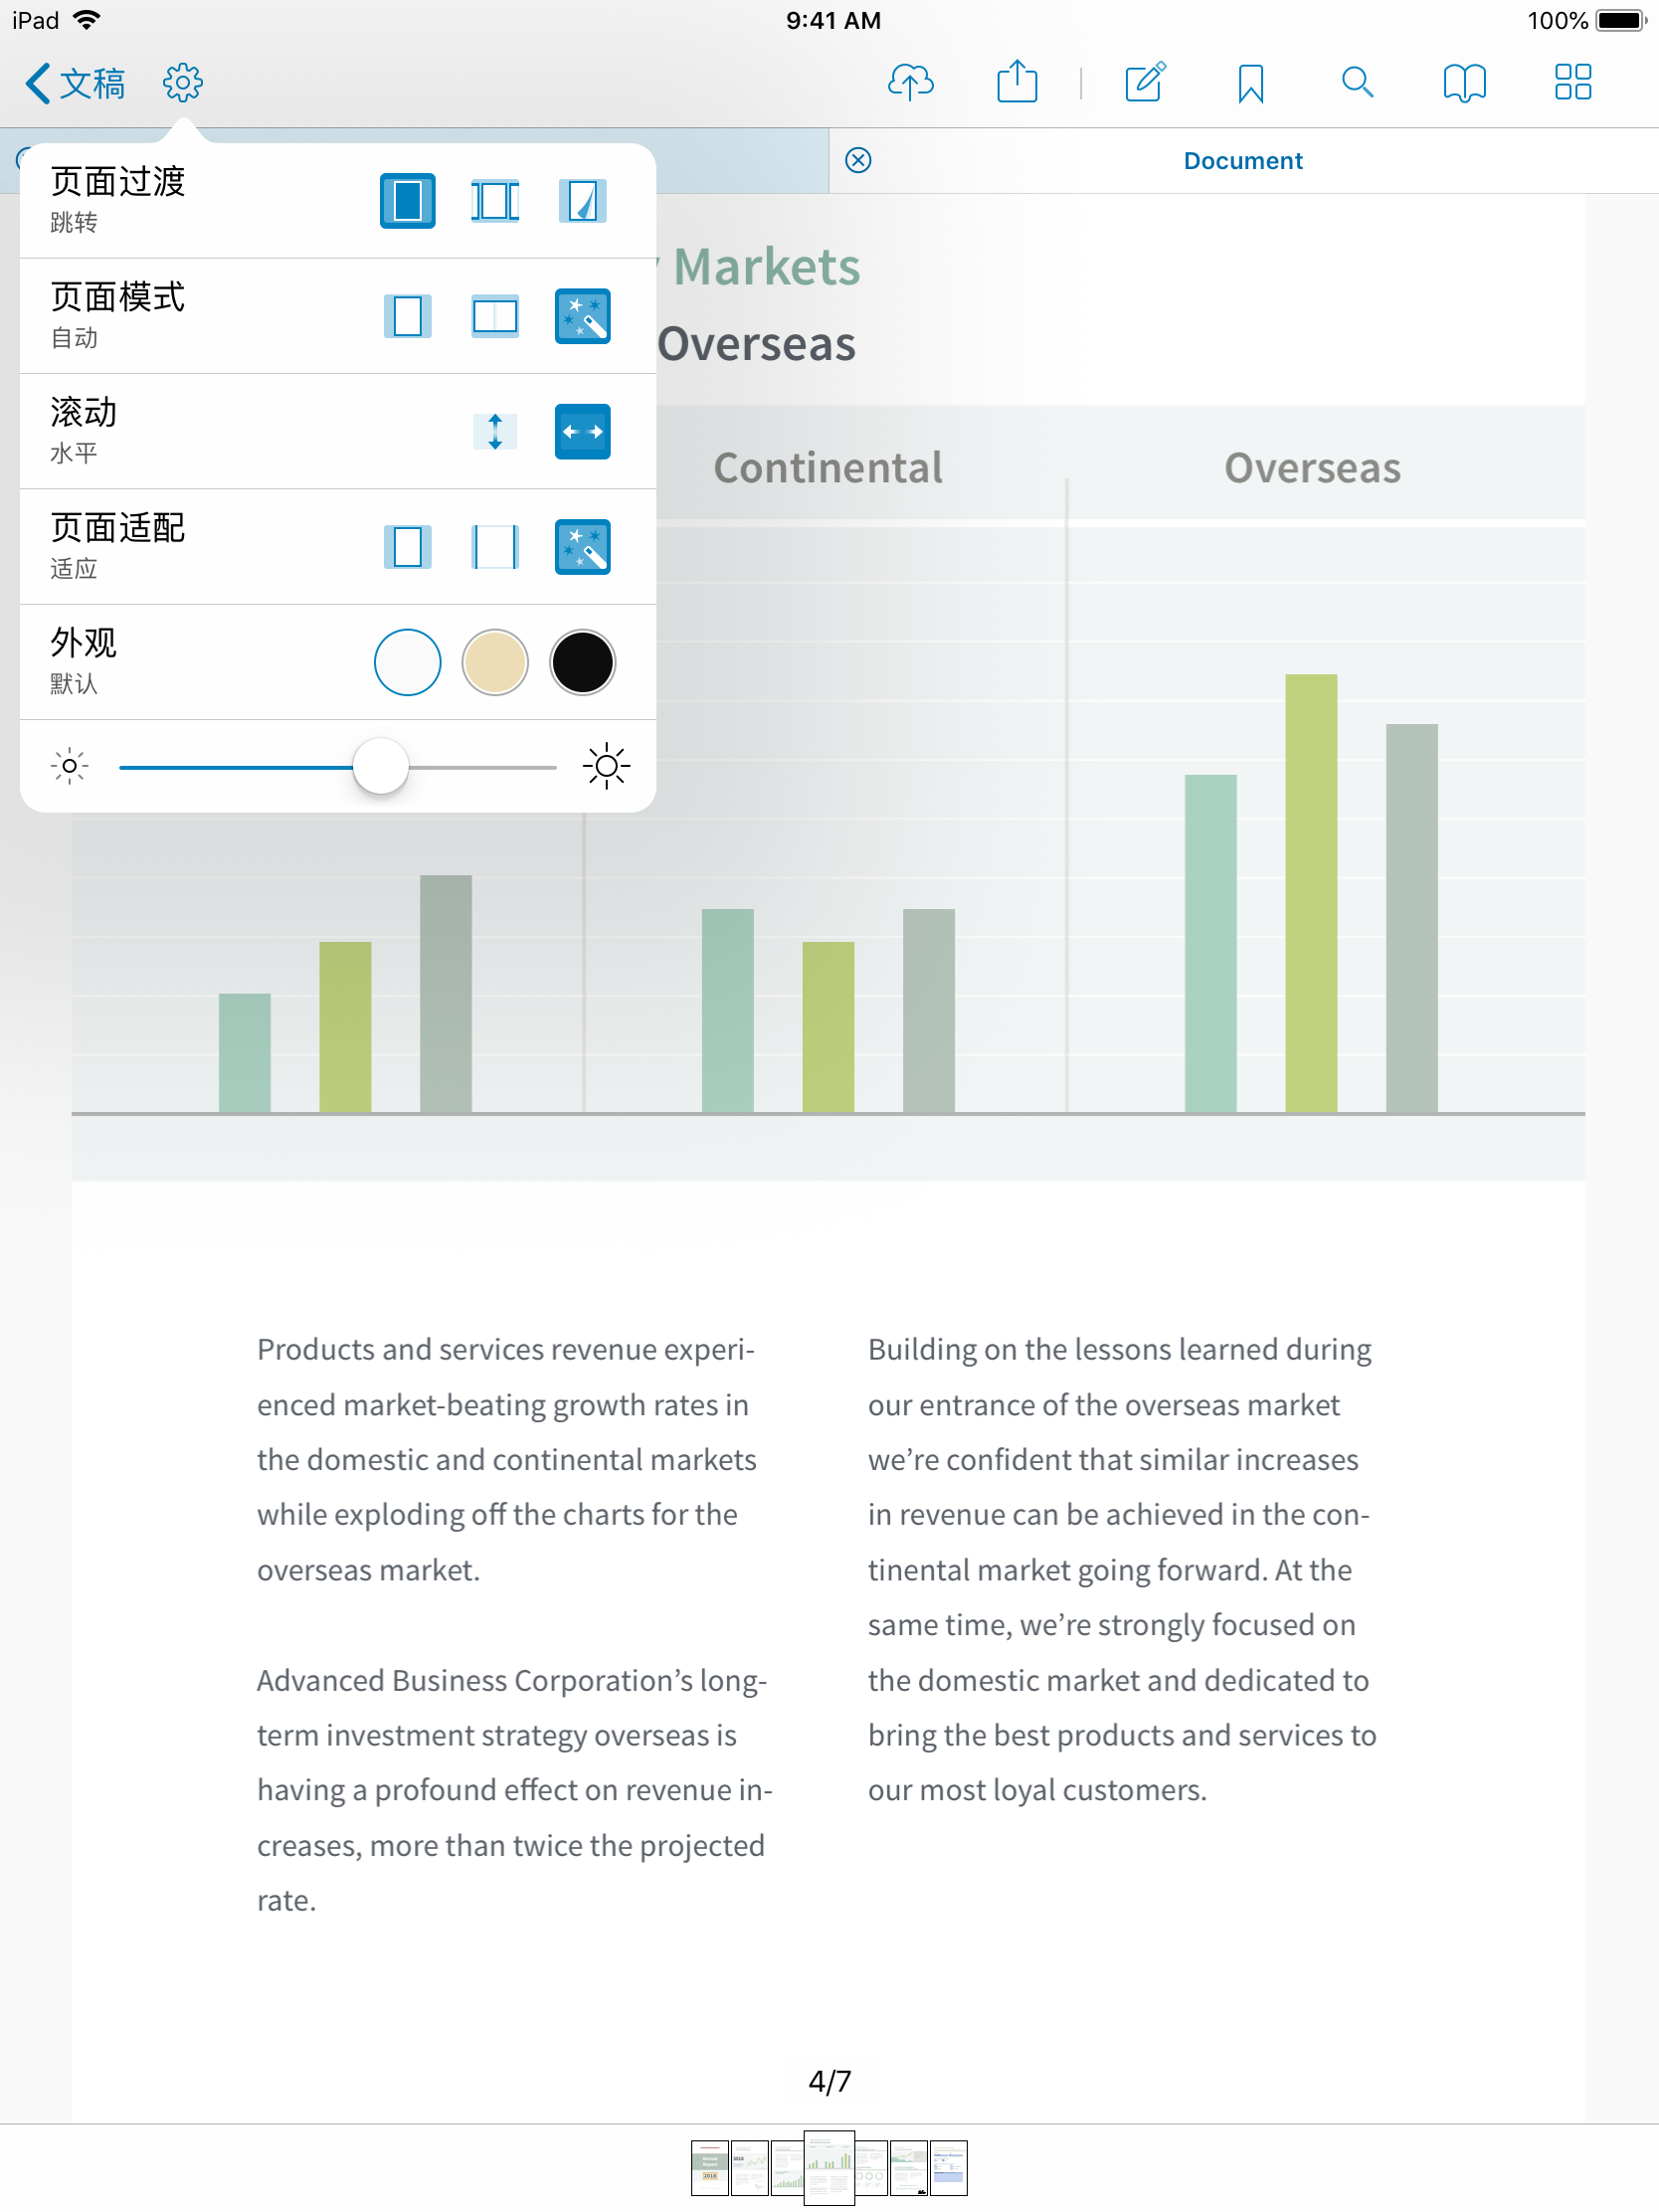 iPad
9:41 AM
100%
文稿
Document
页面过渡
跳转
页面模式
自动
滚动
水平
页面适配
适应
外观
默认
Markets
Overseas
Continental
Overseas
Products and services revenue experi-
enced market-beating growth rates in
the domestic and continental markets
while exploding off the charts for the
overseas market.
Advanced Business Corporation’s long-
term investment strategy overseas is
having a profound effect on revenue in-
creases, more than twice the projected
rate.
Building on the lessons learned during
our entrance of the overseas market
we’re confident that similar increases
in revenue can be achieved in the con-
tinental market going forward. At the
same time, we’re strongly focused on
the domestic market and dedicated to
bring the best products and services to
our most loyal customers.
4/7